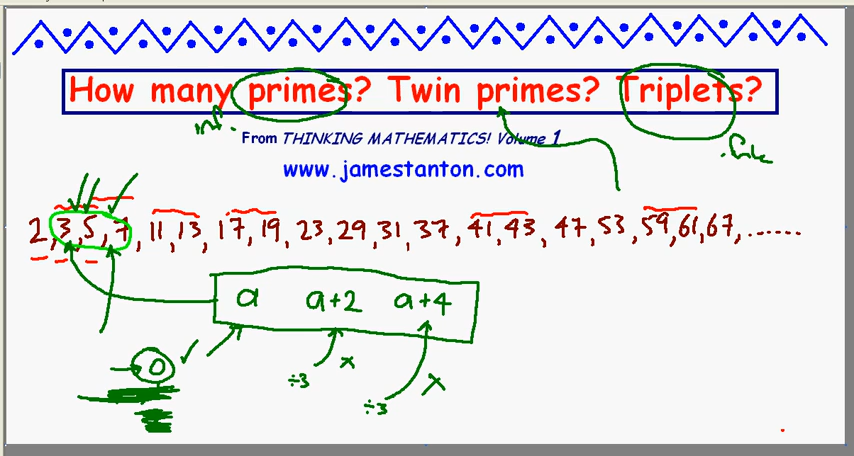 How many primes? Twin primes? Triplets?
inf.
From THINKING MATHEMATICS! Volume 1
finite
www.jamestanton.com
2, 3, 5, 7, 11, 13, 17, 19, 23, 29, 31, 37, 41, 43, 47, 53, 59, 61, 67, .......
a a+2 a+4
0 ✓
÷3 x
÷3 x